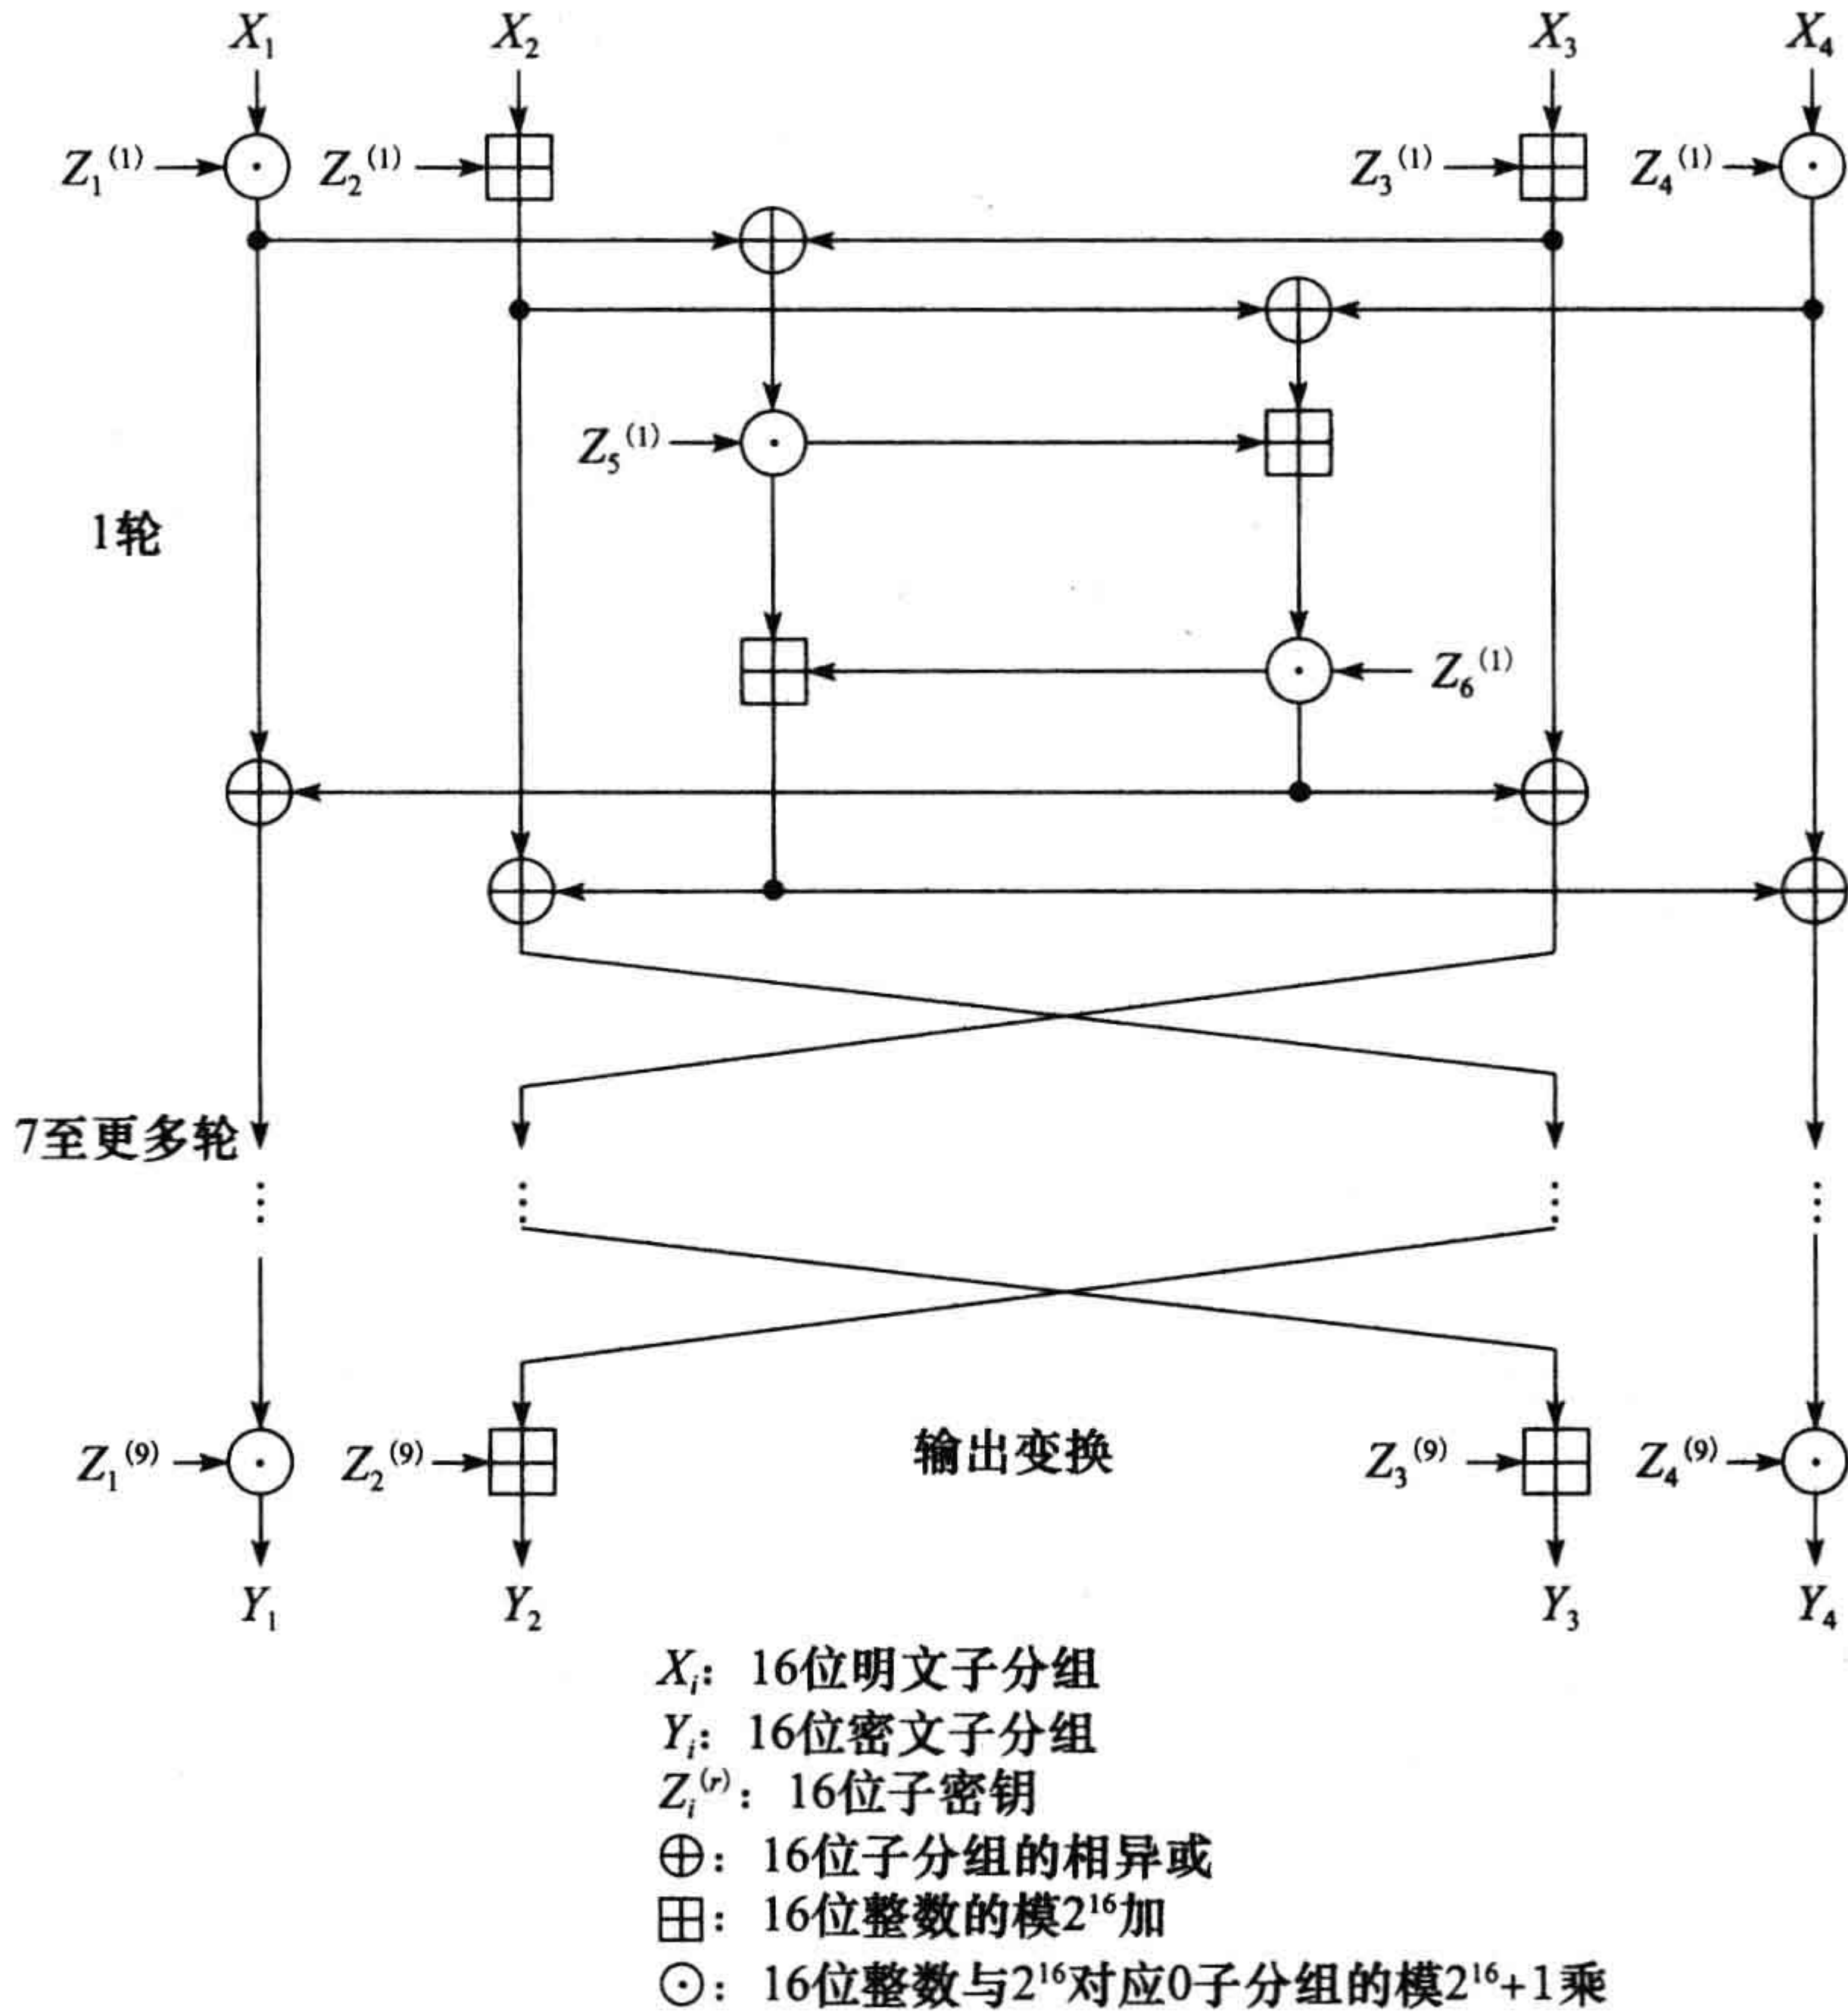 X₁ X₂ X₃ X₄
Z₁⁽¹⁾ Z₂⁽¹⁾ Z₃⁽¹⁾ Z₄⁽¹⁾
Z₅⁽¹⁾
1轮
Z₆⁽¹⁾
7至更多轮
⋮ ⋮ ⋮ ⋮
输出变换
Z₁⁽⁹⁾ Z₂⁽⁹⁾ Z₃⁽⁹⁾ Z₄⁽⁹⁾
Y₁ Y₂ Y₃ Y₄
Xᵢ：16位明文子分组
Yᵢ：16位密文子分组
Zᵢ⁽ʳ⁾：16位子密钥
⊕：16位子分组的相异或
⊞：16位整数的模2¹⁶加
⊙：16位整数与2¹⁶对应0子分组的模2¹⁶+1乘